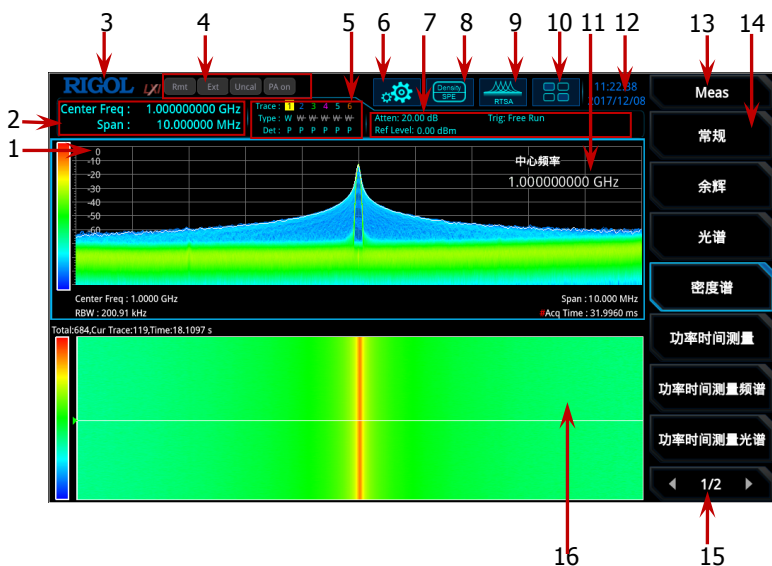 3 4 5 6 7 8 9 10 11 12 13 14
RIGOL LXI Rmt Ext Uncal PA on Density SPE RTSA 11:22:38 2017/12/08 Meas
2 Center Freq : 1.000000000 GHz
Span : 10.000000 MHz
Trace : 1 2 3 4 5 6
Type : W W W W W W
Det : P P P P P P
Atten: 20.00 dB Trig: Free Run
Ref Level: 0.00 dBm
1 0
-10
-20
-30
-40
-50
-60
中心频率
1.000000000 GHz
Center Freq : 1.0000 GHz Span : 10.000 MHz
RBW : 200.91 kHz #Acq Time : 31.9960 ms
Total:684,Cur Trace:119,Time:18.1097 s
常规
余辉
光谱
密度谱
功率时间测量
功率时间测量频谱
功率时间测量光谱
1/2
16 15